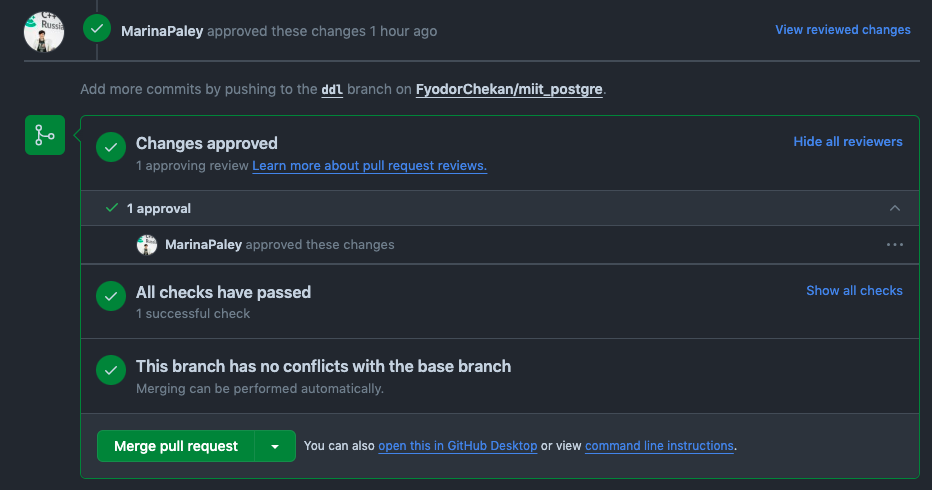 C++
Russia
MarinaPaley approved these changes 1 hour ago
View reviewed changes
Add more commits by pushing to the ddl branch on FyodorChekan/miit_postgre.
Changes approved
Hide all reviewers
1 approving review Learn more about pull request reviews.
1 approval
MarinaPaley approved these changes
All checks have passed
Show all checks
1 successful check
This branch has no conflicts with the base branch
Merging can be performed automatically.
Merge pull request
You can also open this in GitHub Desktop or view command line instructions.